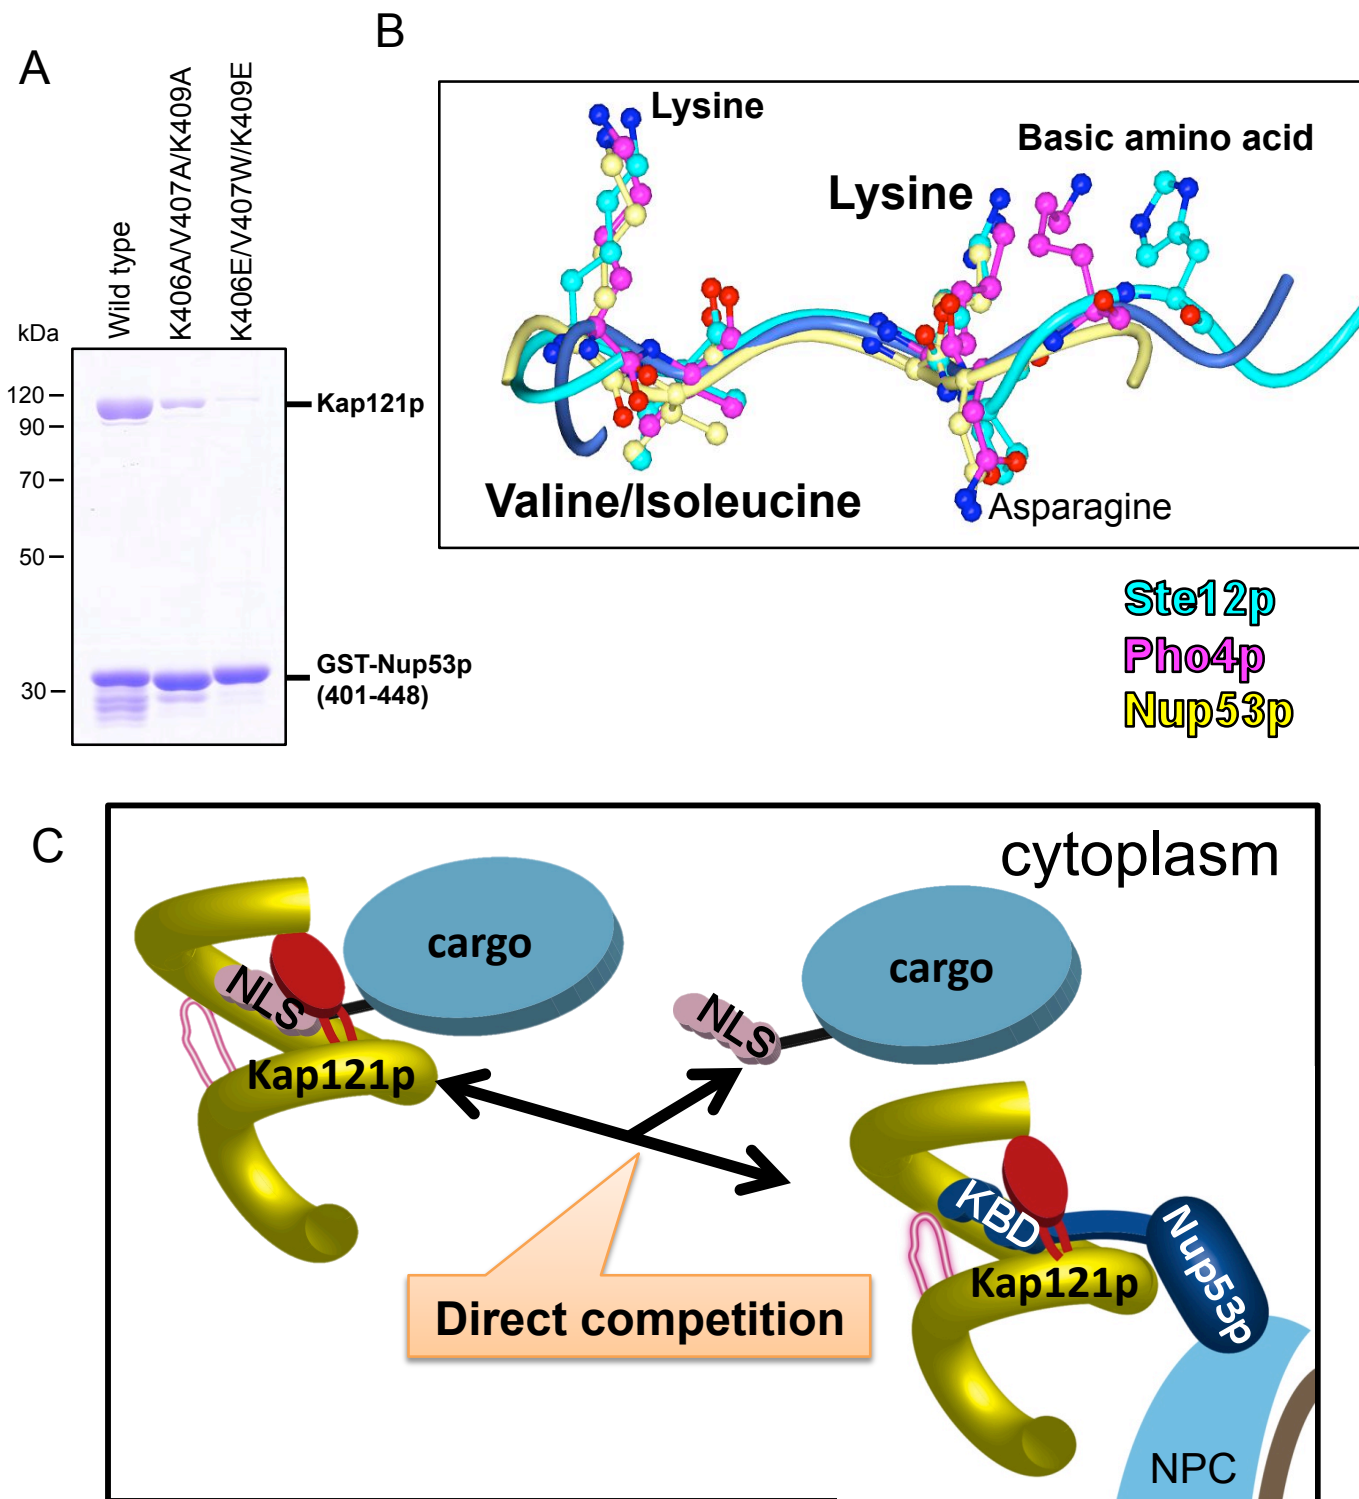 A
Wild type
K406A/V407A/K409A
K406E/V407W/K409E
kDa
120
90
70
50
30
Kap121p
GST-Nup53p
(401-448)
B
Lysine
Basic amino acid
Lysine
Valine/Isoleucine
Asparagine
Ste12p
Pho4p
Nup53p
C
cytoplasm
cargo
NLS
Kap121p
cargo
NLS
Direct competition
KBD
Kap121p
Nup53p
NPC